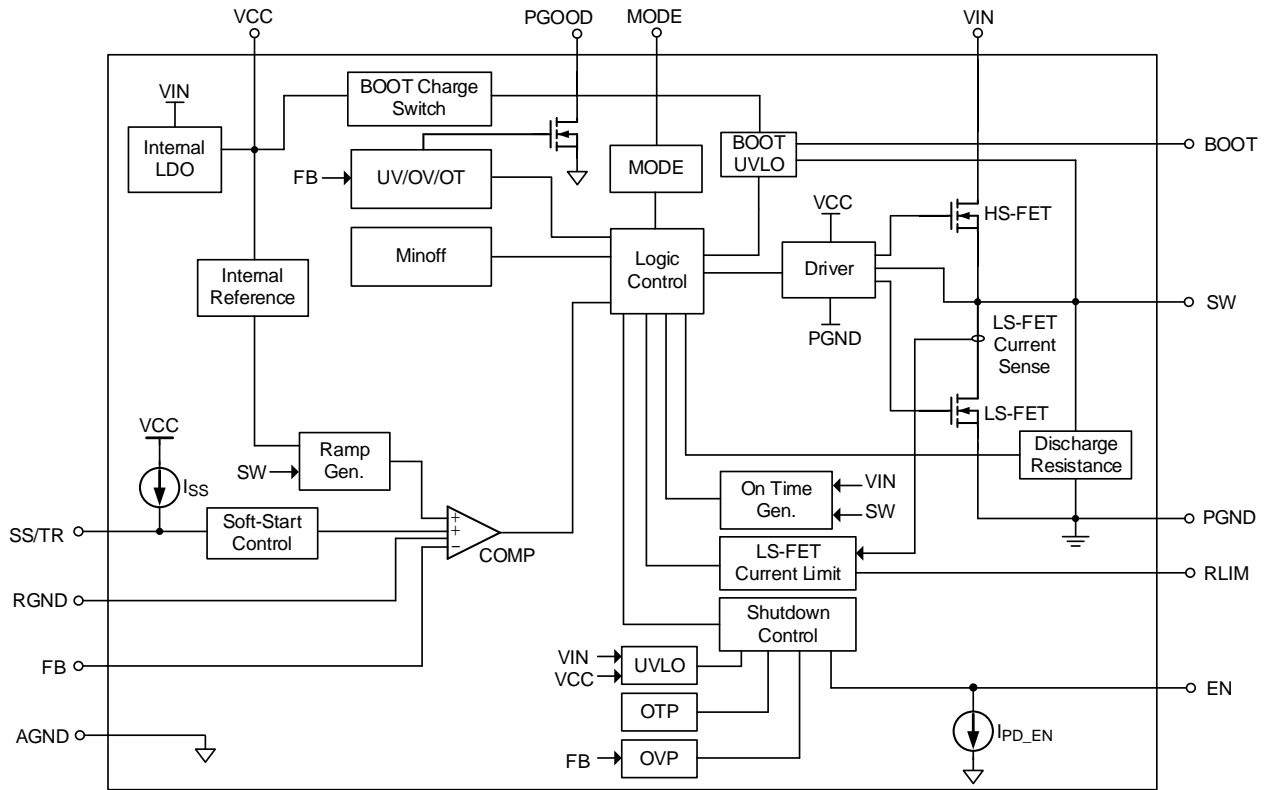 VCC
PGOOD
MODE
VIN
VIN
BOOT Charge
Switch
Internal
LDO
BOOT
UVLO
BOOT
FB
UV/OV/OT
MODE
VCC
HS-FET
Minoff
Logic
Control
Driver
Internal
Reference
SW
PGND
LS-FET
Current
Sense
LS-FET
VCC
Ramp
Gen.
SW
Discharge
Resistance
ISS
On Time
Gen.
VIN
SW
SS/TR
Soft-Start
Control
+
+
−
COMP
PGND
LS-FET
Current Limit
RLIM
RGND
Shutdown
Control
FB
VIN
VCC
UVLO
EN
OTP
AGND
IPD_EN
FB
OVP